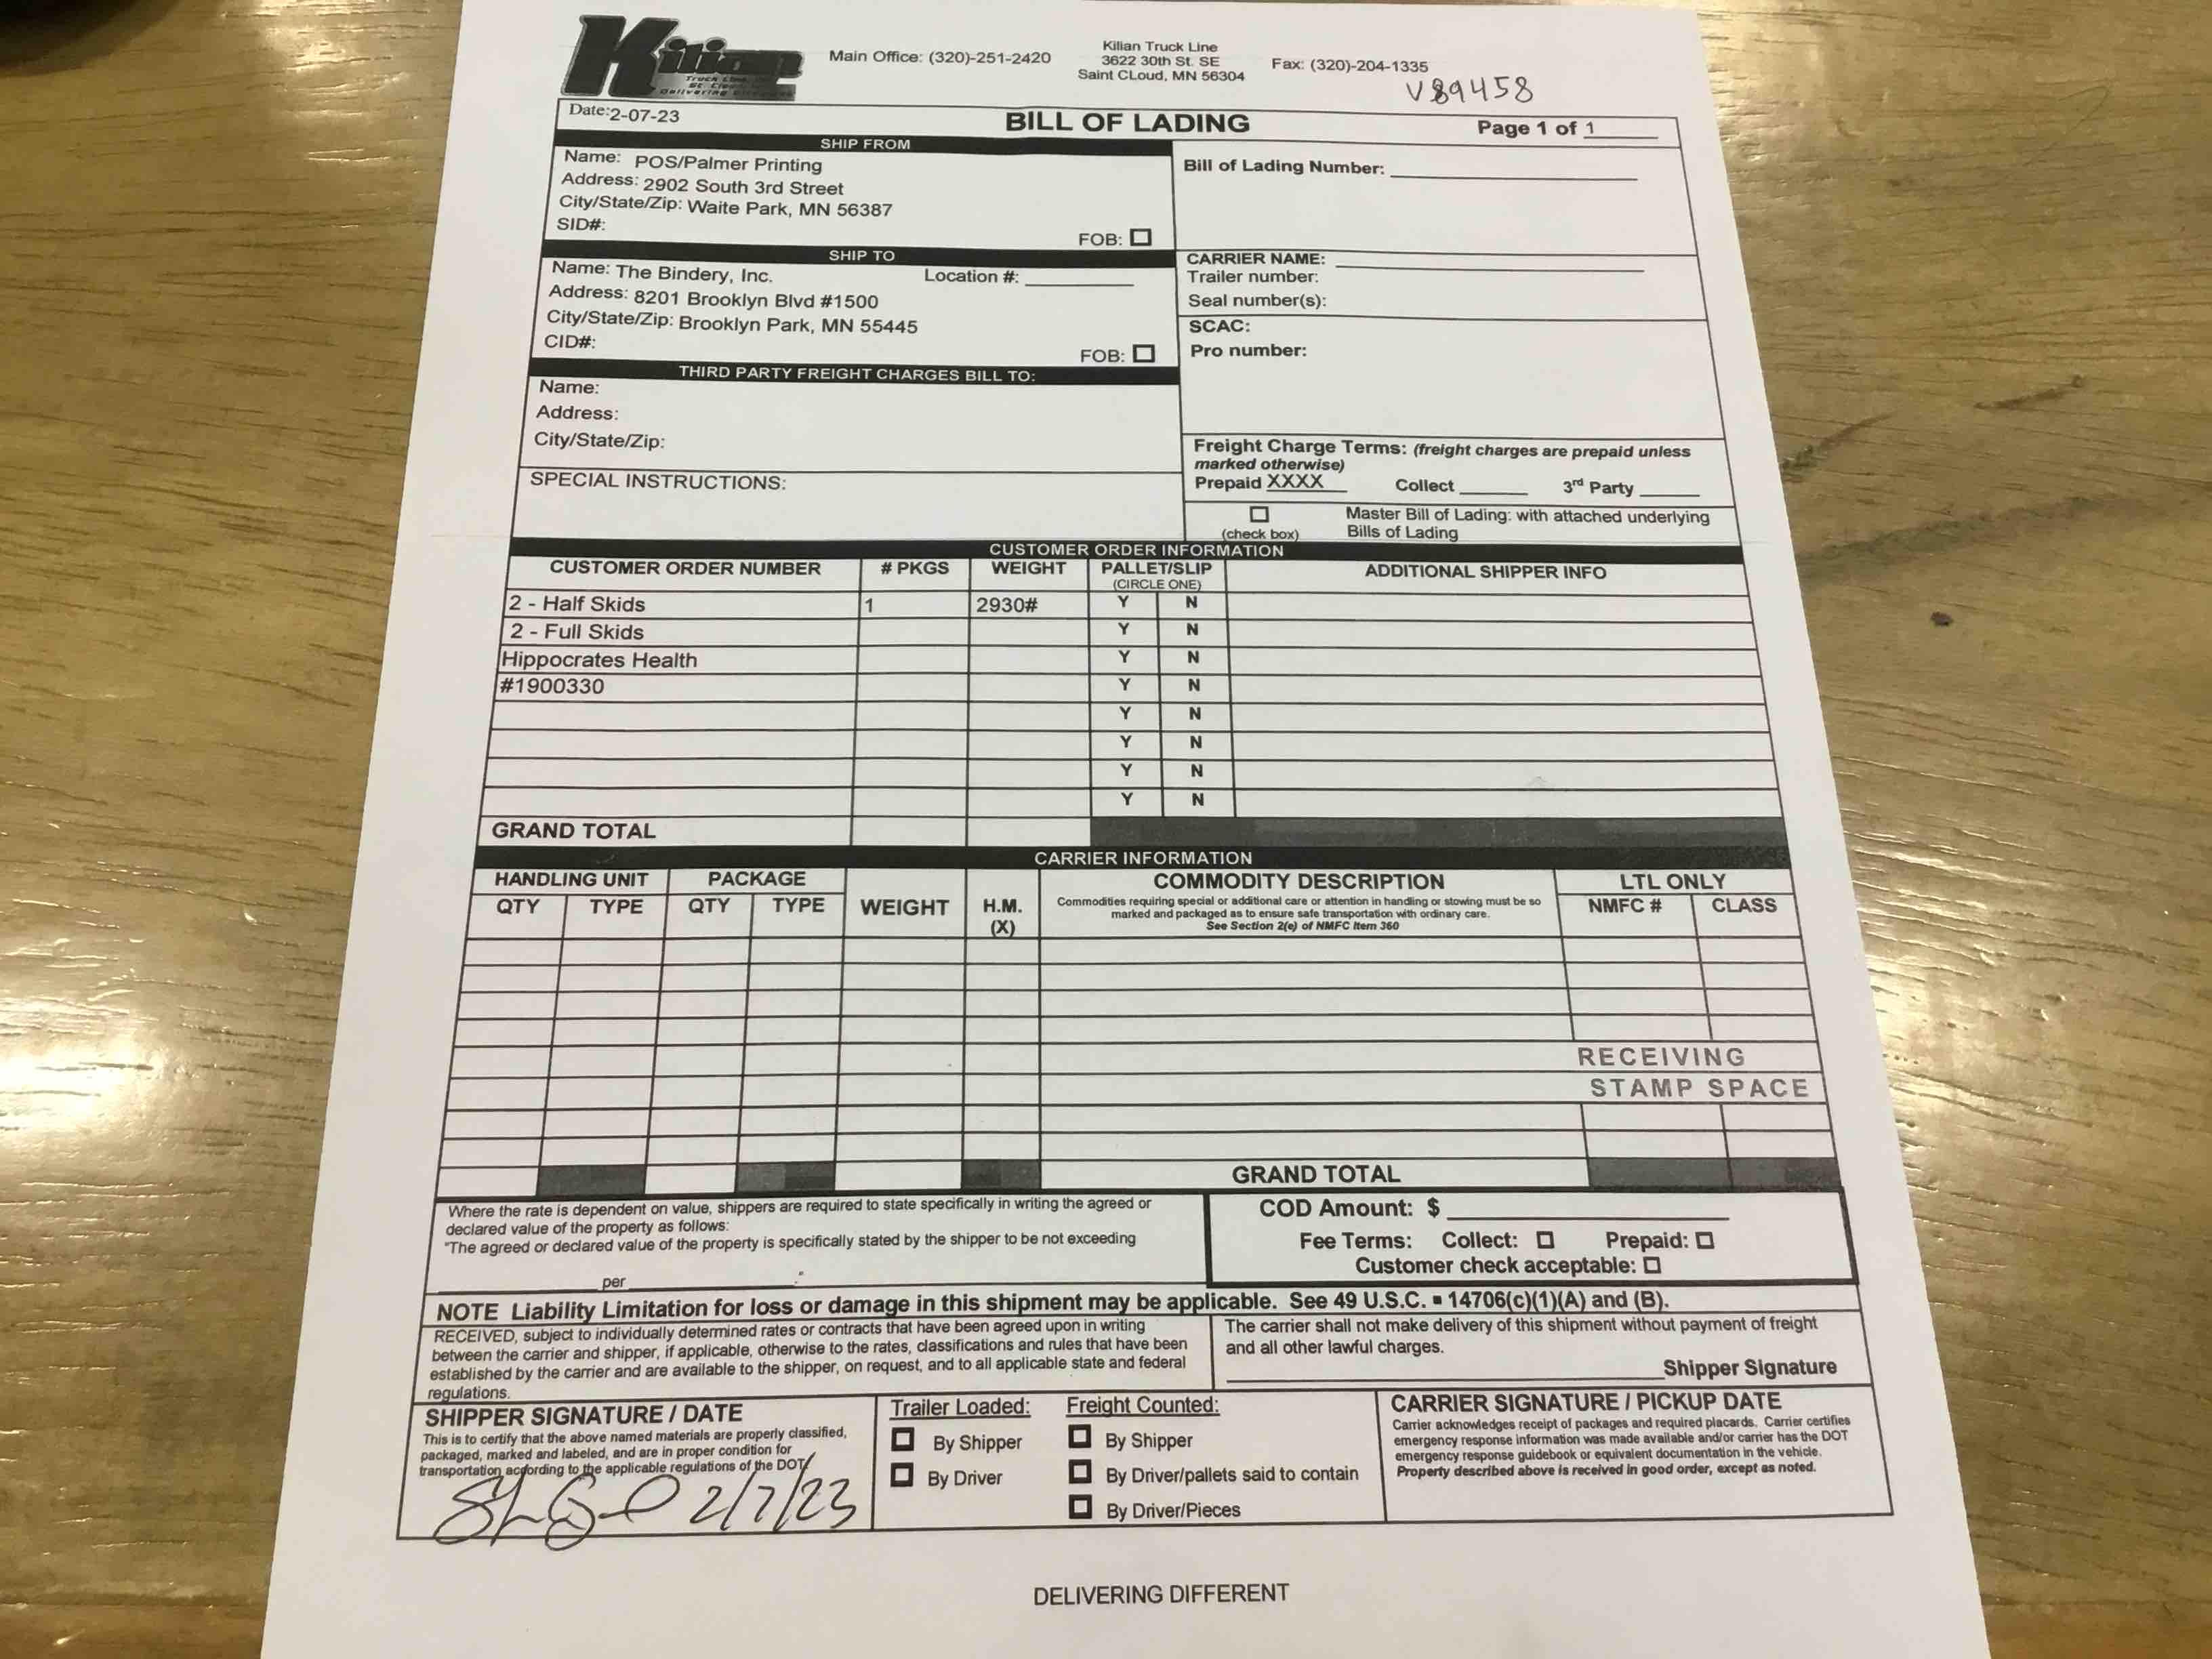 Kilian
Truck Line
Delivering Different
Main Office: (320)-251-2420
Kilian Truck Line
3622 30th St. SE
Saint CLoud, MN 56304
Fax: (320)-204-1335
V89458
Date:2-07-23
BILL OF LADING
Page 1 of 1
SHIP FROM
Name: POS/Palmer Printing
Address: 2902 South 3rd Street
City/State/Zip: Waite Park, MN 56387
SID#:
FOB:
Bill of Lading Number:
SHIP TO
Name: The Bindery, Inc. Location #:
Address: 8201 Brooklyn Blvd #1500
City/State/Zip: Brooklyn Park, MN 55445
CID#:
FOB:
CARRIER NAME:
Trailer number:
Seal number(s):
SCAC:
Pro number:
THIRD PARTY FREIGHT CHARGES BILL TO:
Name:
Address:
City/State/Zip:
SPECIAL INSTRUCTIONS:
Freight Charge Terms: (freight charges are prepaid unless
marked otherwise)
Prepaid XXXX Collect 3rd Party
(check box)
Master Bill of Lading: with attached underlying
Bills of Lading
CUSTOMER ORDER INFORMATION
CUSTOMER ORDER NUMBER # PKGS WEIGHT PALLET/SLIP ADDITIONAL SHIPPER INFO
(CIRCLE ONE)
2 - Half Skids 1 2930# Y N
2 - Full Skids Y N
Hippocrates Health Y N
#1900330 Y N
Y N
Y N
Y N
Y N
GRAND TOTAL
CARRIER INFORMATION
HANDLING UNIT PACKAGE COMMODITY DESCRIPTION LTL ONLY
QTY TYPE QTY TYPE WEIGHT H.M.
(X)
Commodities requiring special or additional care or attention in handling or stowing must be so
marked and packaged as to ensure safe transportation with ordinary care.
See Section 2(e) of NMFC Item 360
NMFC # CLASS
RECEIVING
STAMP SPACE
GRAND TOTAL
Where the rate is dependent on value, shippers are required to state specifically in writing the agreed or
declared value of the property as follows:
"The agreed or declared value of the property is specifically stated by the shipper to be not exceeding
per .
COD Amount: $
Fee Terms: Collect: Prepaid:
Customer check acceptable:
NOTE Liability Limitation for loss or damage in this shipment may be applicable. See 49 U.S.C. ▪ 14706(c)(1)(A) and (B).
RECEIVED, subject to individually determined rates or contracts that have been agreed upon in writing
between the carrier and shipper, if applicable, otherwise to the rates, classifications and rules that have been
established by the carrier and are available to the shipper, on request, and to all applicable state and federal
regulations.
The carrier shall not make delivery of this shipment without payment of freight
and all other lawful charges.
Shipper Signature
SHIPPER SIGNATURE / DATE
This is to certify that the above named materials are properly classified,
packaged, marked and labeled, and are in proper condition for
transportation according to the applicable regulations of the DOT.
2/7/23
Trailer Loaded:
By Shipper
By Driver
Freight Counted:
By Shipper
By Driver/pallets said to contain
By Driver/Pieces
CARRIER SIGNATURE / PICKUP DATE
Carrier acknowledges receipt of packages and required placards. Carrier certifies
emergency response information was made available and/or carrier has the DOT
emergency response guidebook or equivalent documentation in the vehicle.
Property described above is received in good order, except as noted.
DELIVERING DIFFERENT